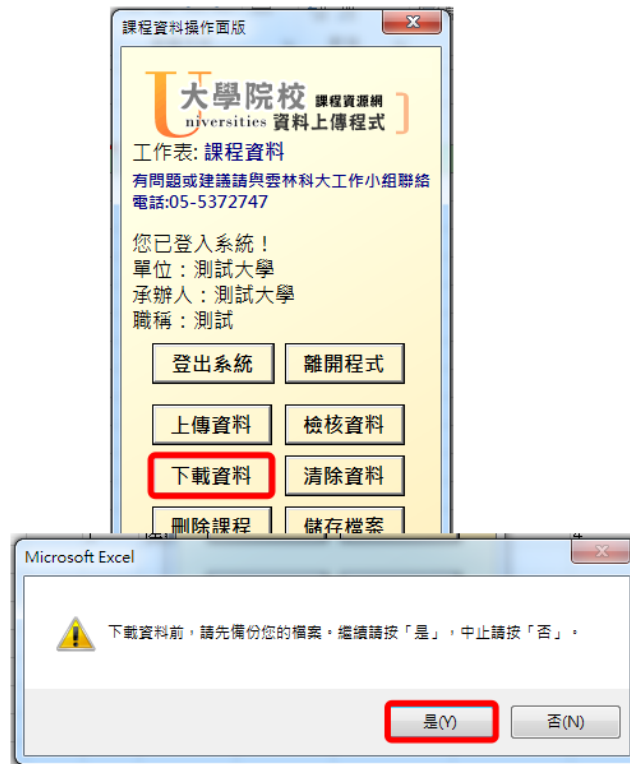 課程資料操作面版
大學院校 課程資源網
Universities 資料上傳程式
工作表: 課程資料
有問題或建議請與雲林科大工作小組聯絡
電話:05-5372747
您已登入系統！
單位：測試大學
承辦人：測試大學
職稱：測試
登出系統 離開程式
上傳資料 檢核資料
下載資料 清除資料
刪除課程 儲存檔案
Microsoft Excel
下載資料前，請先備份您的檔案。繼續請按「是」，中止請按「否」。
是(Y) 否(N)